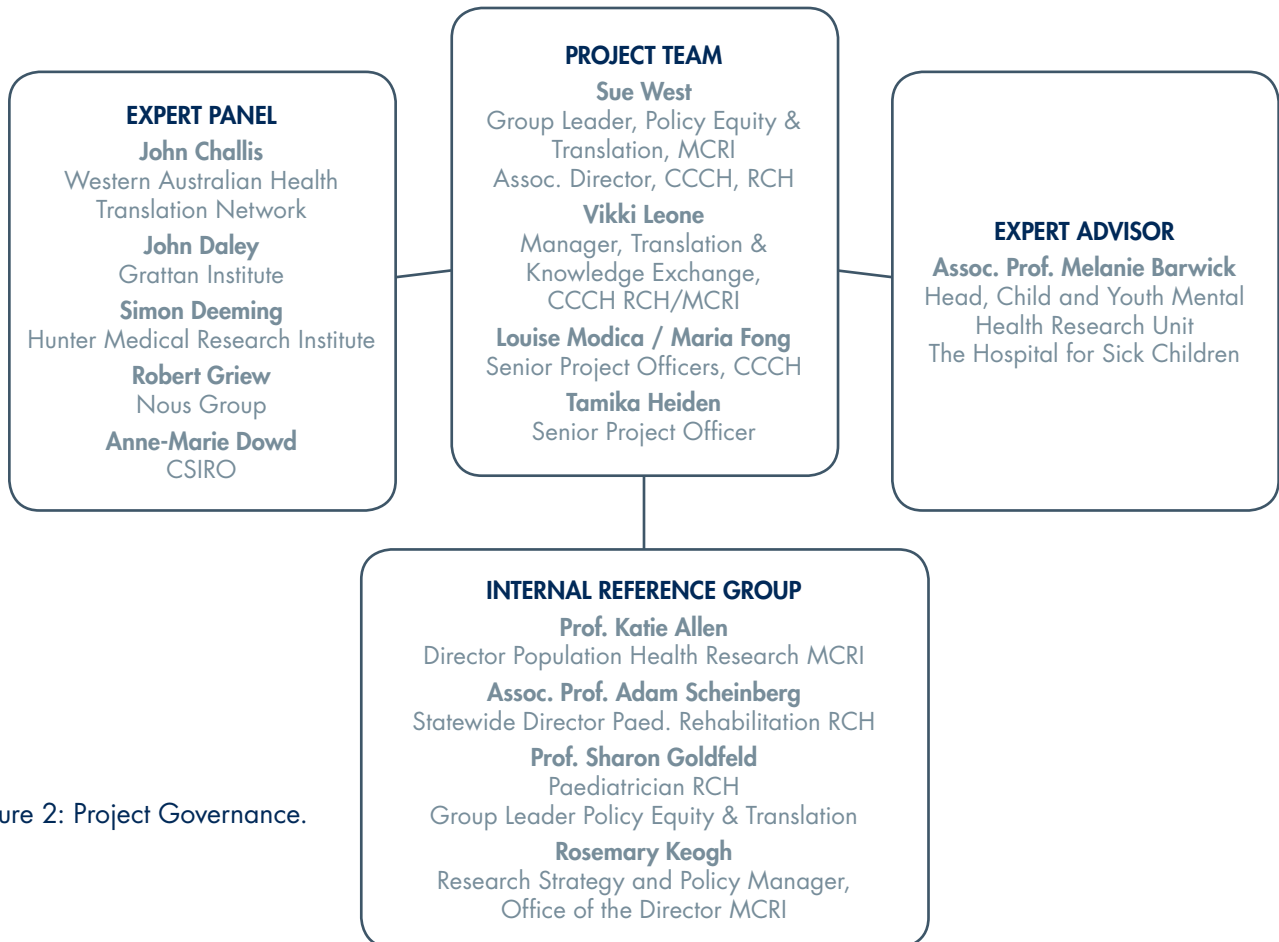 EXPERT PANEL
John Challis
Western Australian Health
Translation Network
John Daley
Grattan Institute
Simon Deeming
Hunter Medical Research Institute
Robert Griew
Nous Group
Anne-Marie Dowd
CSIRO
PROJECT TEAM
Sue West
Group Leader, Policy Equity &
Translation, MCRI
Assoc. Director, CCCH, RCH
Vikki Leone
Manager, Translation &
Knowledge Exchange,
CCCH RCH/MCRI
Louise Modica / Maria Fong
Senior Project Officers, CCCH
Tamika Heiden
Senior Project Officer
EXPERT ADVISOR
Assoc. Prof. Melanie Barwick
Head, Child and Youth Mental
Health Research Unit
The Hospital for Sick Children
INTERNAL REFERENCE GROUP
Prof. Katie Allen
Director Population Health Research MCRI
Assoc. Prof. Adam Scheinberg
Statewide Director Paed. Rehabilitation RCH
Prof. Sharon Goldfeld
Paediatrician RCH
Group Leader Policy Equity & Translation
Rosemary Keogh
Research Strategy and Policy Manager,
Office of the Director MCRI
ure 2: Project Governance.